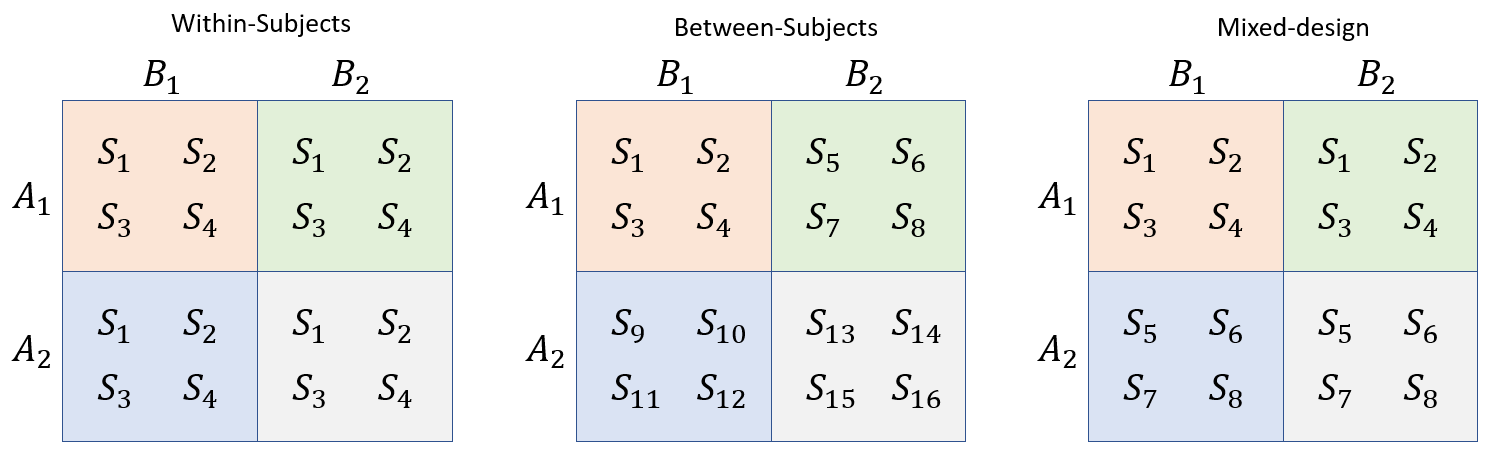 Within-Subjects Between-Subjects Mixed-design
B₁ B₂ B₁ B₂ B₁ B₂
S₁ S₂ S₁ S₂ S₁ S₂ S₅ S₆ S₁ S₂ S₁ S₂
A₁ A₁ A₁
S₃ S₄ S₃ S₄ S₃ S₄ S₇ S₈ S₃ S₄ S₃ S₄
S₁ S₂ S₁ S₂ S₉ S₁₀ S₁₃ S₁₄ S₅ S₆ S₅ S₆
A₂ A₂ A₂
S₃ S₄ S₃ S₄ S₁₁ S₁₂ S₁₅ S₁₆ S₇ S₈ S₇ S₈